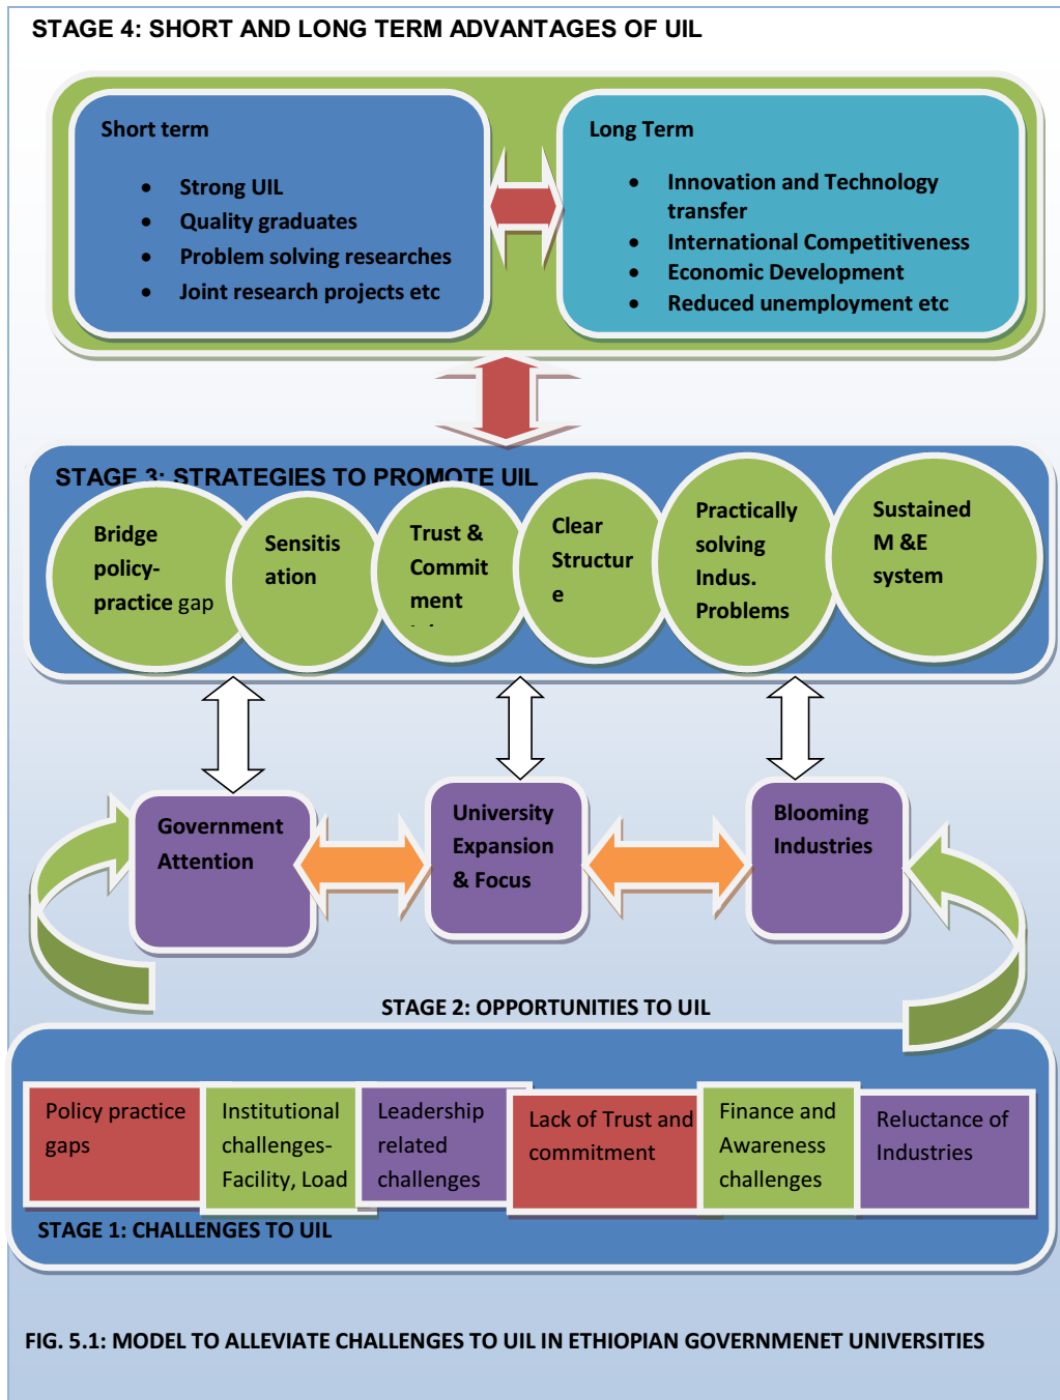 STAGE 4: SHORT AND LONG TERM ADVANTAGES OF UIL
Short term
• Strong UIL
• Quality graduates
• Problem solving researches
• Joint research projects etc
Long Term
• Innovation and Technology
transfer
• International Competitiveness
• Economic Development
• Reduced unemployment etc
STAGE 3: STRATEGIES TO PROMOTE UIL
Bridge
policy-
practice gap
Sensitis
ation
Trust &
Commit
ment
Clear
Structur
e
Practically
solving
Indus.
Problems
Sustained
M &E
system
Government
Attention
University
Expansion
& Focus
Blooming
Industries
STAGE 2: OPPORTUNITIES TO UIL
Policy practice
gaps
Institutional
challenges-
Facility, Load
Leadership
related
challenges
Lack of Trust and
commitment
Finance and
Awareness
challenges
Reluctance of
Industries
STAGE 1: CHALLENGES TO UIL
FIG. 5.1: MODEL TO ALLEVIATE CHALLENGES TO UIL IN ETHIOPIAN GOVERNMENET UNIVERSITIES